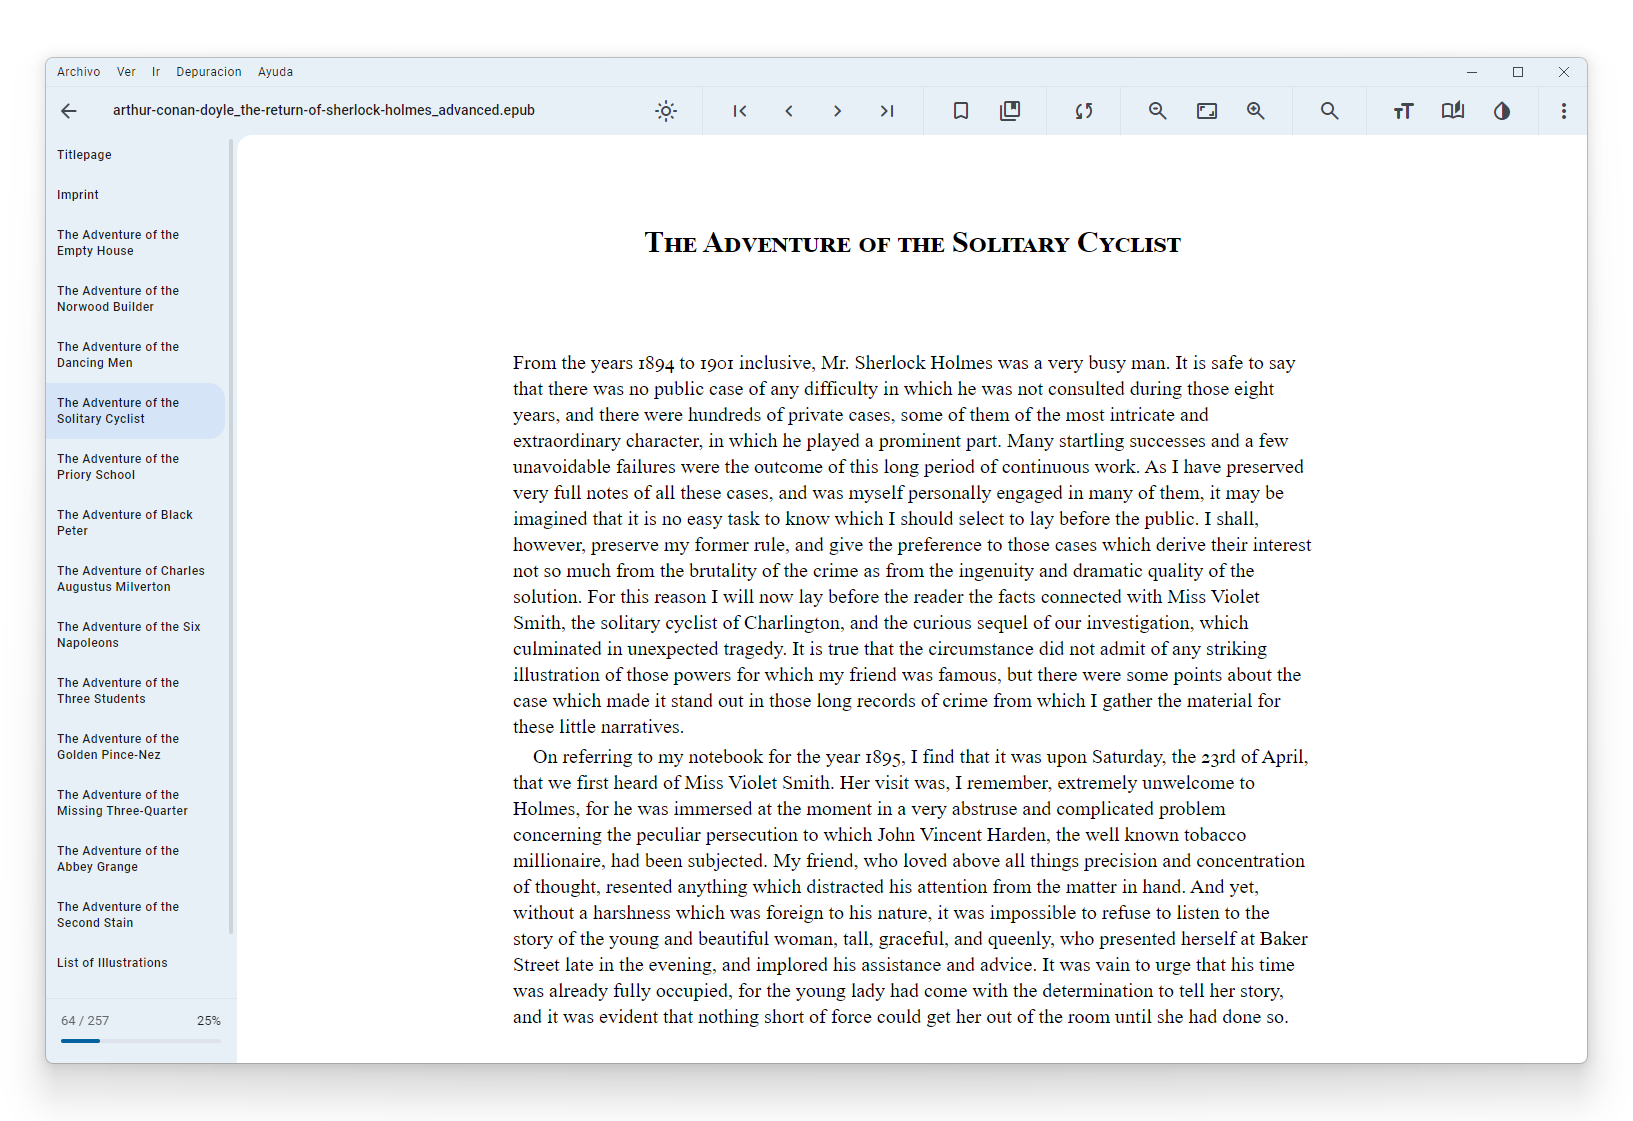 Archivo Ver Ir Depuracion Ayuda
arthur-conan-doyle_the-return-of-sherlock-holmes_advanced.epub
Titlepage
Imprint
The Adventure of the
Empty House
The Adventure of the
Norwood Builder
The Adventure of the
Dancing Men
The Adventure of the
Solitary Cyclist
The Adventure of the
Priory School
The Adventure of Black
Peter
The Adventure of Charles
Augustus Milverton
The Adventure of the Six
Napoleons
The Adventure of the
Three Students
The Adventure of the
Golden Pince-Nez
The Adventure of the
Missing Three-Quarter
The Adventure of the
Abbey Grange
The Adventure of the
Second Stain
List of Illustrations
64 / 257 25%
The Adventure of the Solitary Cyclist
From the years 1894 to 1901 inclusive, Mr. Sherlock Holmes was a very busy man. It is safe to say
that there was no public case of any difficulty in which he was not consulted during those eight
years, and there were hundreds of private cases, some of them of the most intricate and
extraordinary character, in which he played a prominent part. Many startling successes and a few
unavoidable failures were the outcome of this long period of continuous work. As I have preserved
very full notes of all these cases, and was myself personally engaged in many of them, it may be
imagined that it is no easy task to know which I should select to lay before the public. I shall,
however, preserve my former rule, and give the preference to those cases which derive their interest
not so much from the brutality of the crime as from the ingenuity and dramatic quality of the
solution. For this reason I will now lay before the reader the facts connected with Miss Violet
Smith, the solitary cyclist of Charlington, and the curious sequel of our investigation, which
culminated in unexpected tragedy. It is true that the circumstance did not admit of any striking
illustration of those powers for which my friend was famous, but there were some points about the
case which made it stand out in those long records of crime from which I gather the material for
these little narratives.
On referring to my notebook for the year 1895, I find that it was upon Saturday, the 23rd of April,
that we first heard of Miss Violet Smith. Her visit was, I remember, extremely unwelcome to
Holmes, for he was immersed at the moment in a very abstruse and complicated problem
concerning the peculiar persecution to which John Vincent Harden, the well known tobacco
millionaire, had been subjected. My friend, who loved above all things precision and concentration
of thought, resented anything which distracted his attention from the matter in hand. And yet,
without a harshness which was foreign to his nature, it was impossible to refuse to listen to the
story of the young and beautiful woman, tall, graceful, and queenly, who presented herself at Baker
Street late in the evening, and implored his assistance and advice. It was vain to urge that his time
was already fully occupied, for the young lady had come with the determination to tell her story,
and it was evident that nothing short of force could get her out of the room until she had done so.